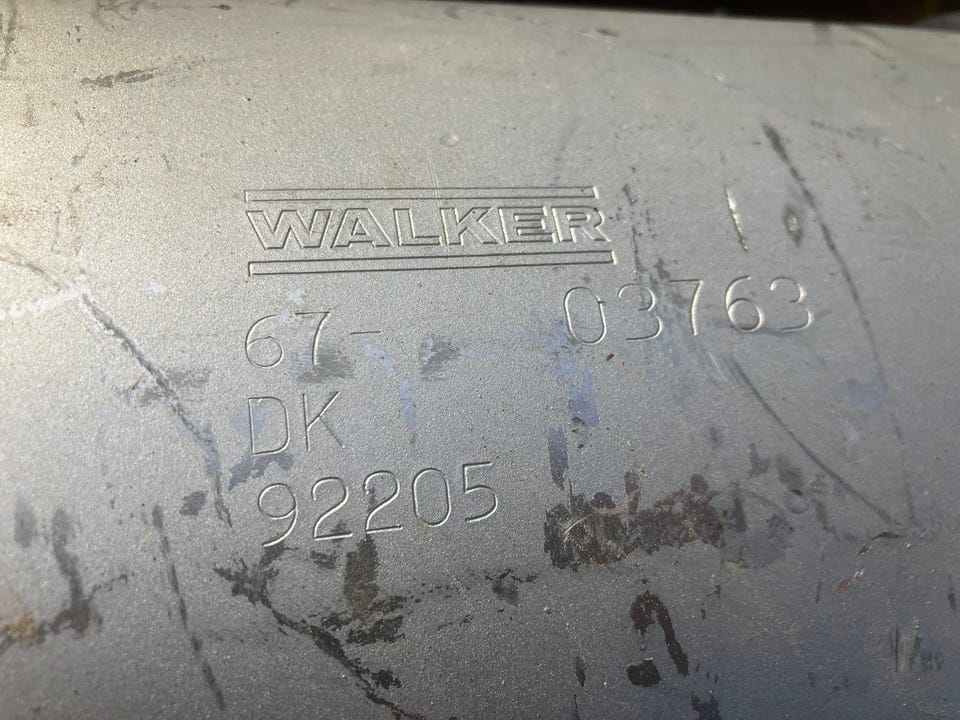 WALKER
67- 03763
DK
92205